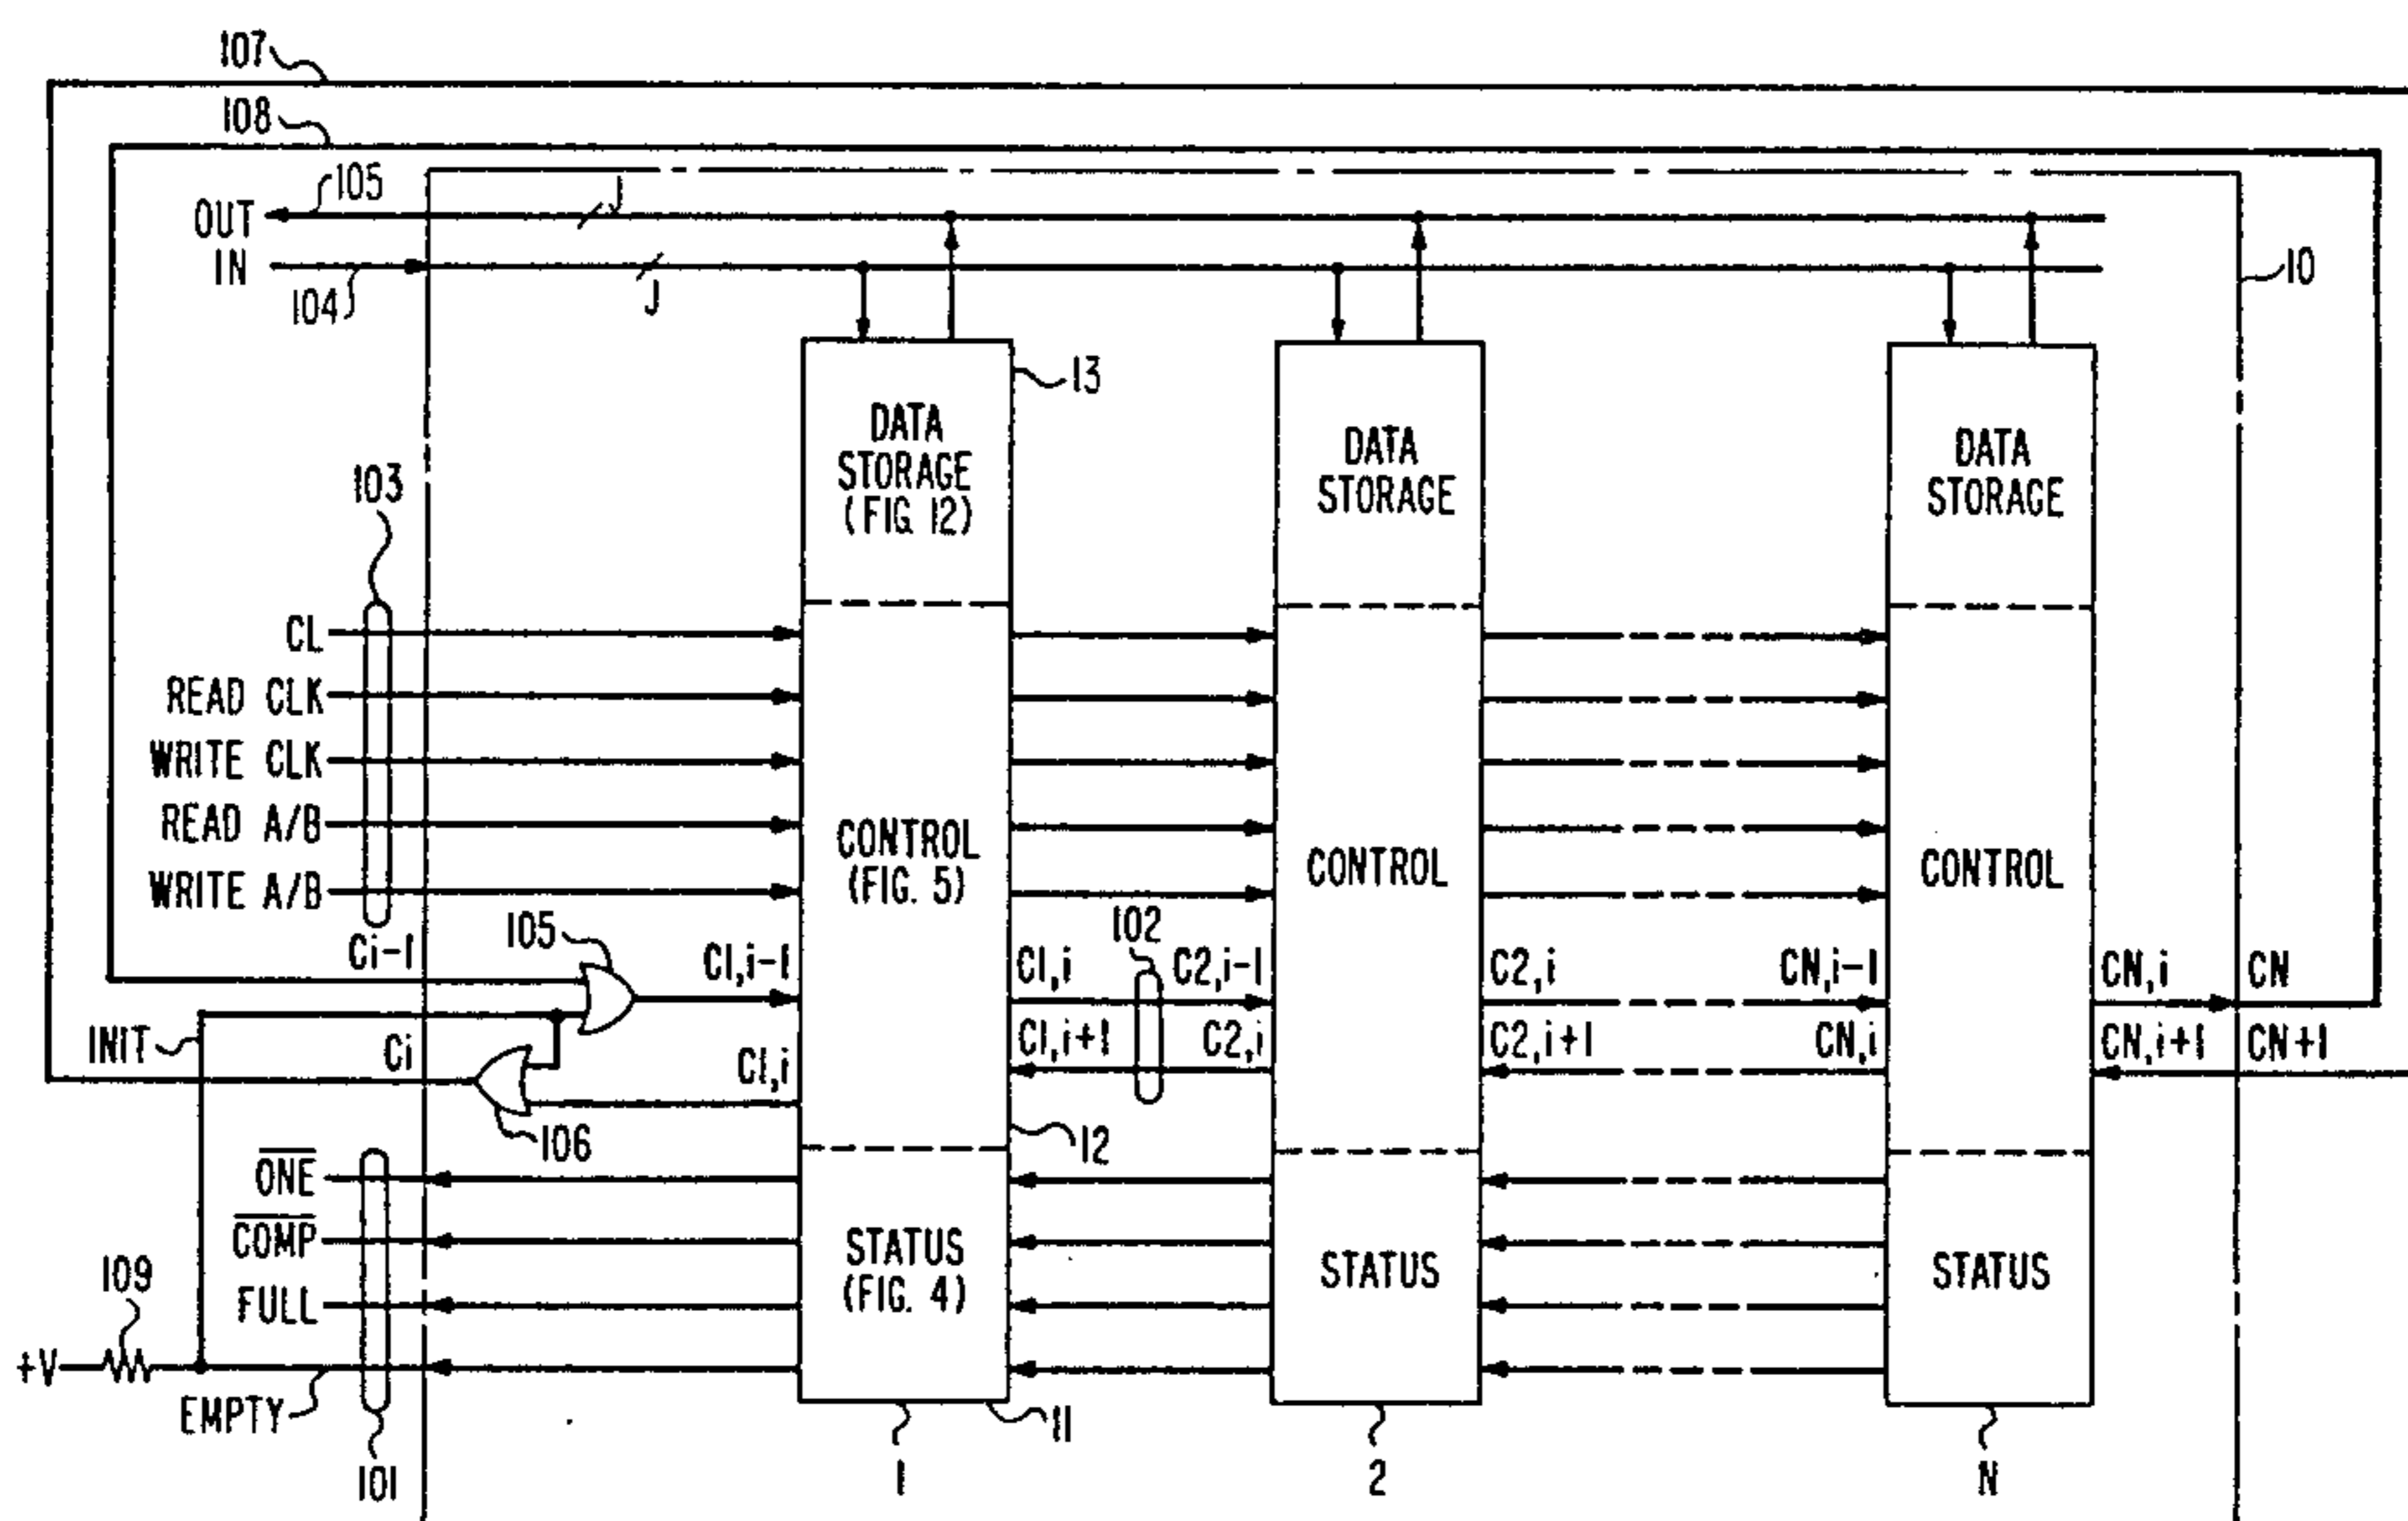 107
108
105
OUT
J
IN
104
J
10
13
DATA
STORAGE
(FIG 12)
DATA
STORAGE
DATA
STORAGE
103
CL
READ CLK
WRITE CLK
READ A/B
WRITE A/B
CONTROL
(FIG. 5)
CONTROL
CONTROL
Ci-1
105
C1,i-1
C1,i
102
C2,i-1
C2,i
CN,i-1
CN,i
CN
INIT
Ci
C1,i
C1,i+1
C2,i
C2,i+1
CN,i
CN,i+1
CN+1
106
12
ONE
COMP
FULL
109
+V
EMPTY
101
STATUS
(FIG. 4)
STATUS
STATUS
11
1
2
N